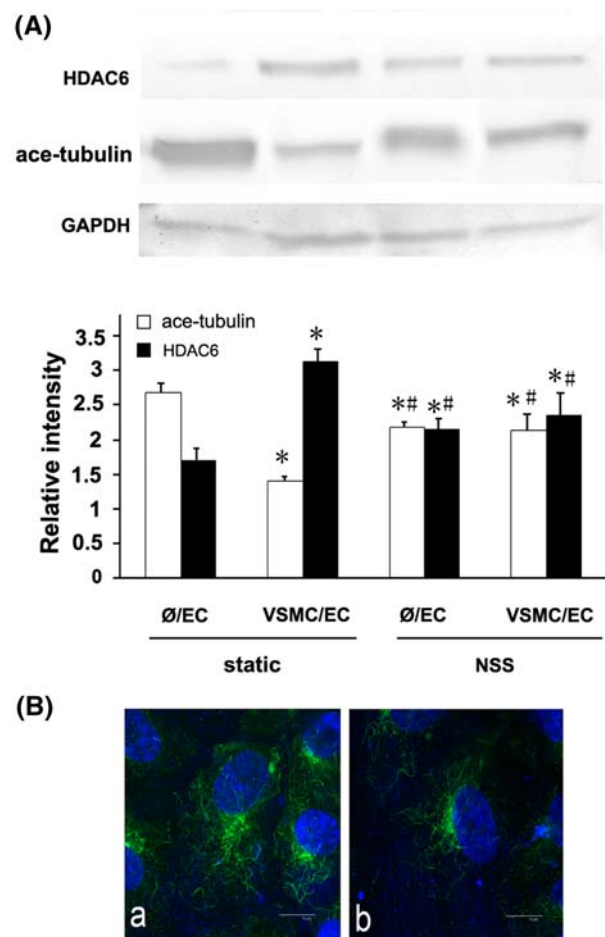 (A)
HDAC6
ace-tubulin
GAPDH
ace-tubulin
HDAC6
Relative intensity
3.5
3
2.5
2
1.5
1
0.5
0
*
*
*# *#
*# *#
Ø/EC VSMC/EC Ø/EC VSMC/EC
static NSS
(B)
a b